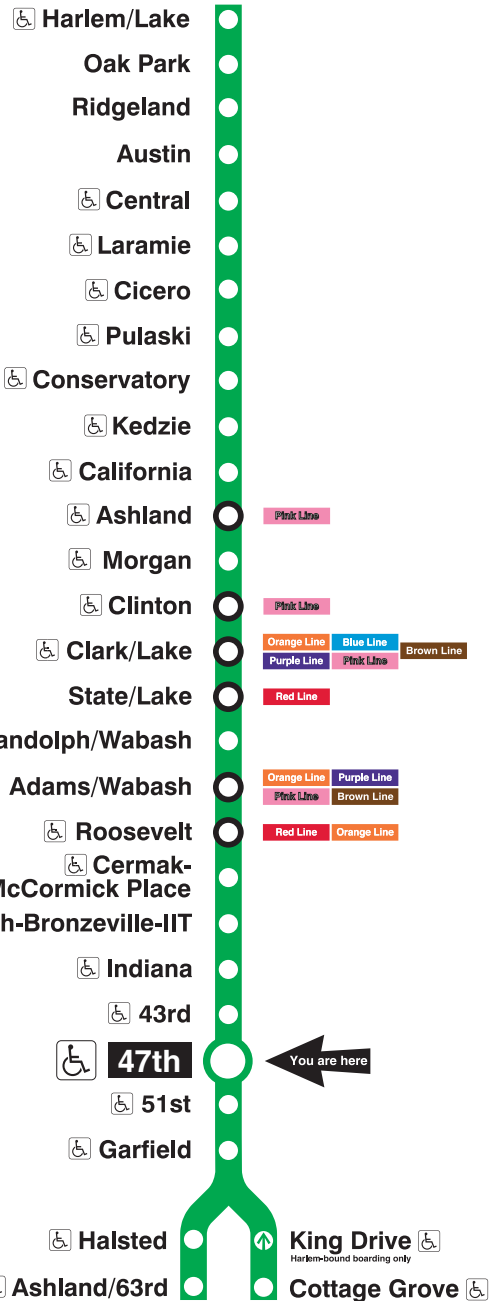 Harlem/Lake
Oak Park
Ridgeland
Austin
Central
Laramie
Cicero
Pulaski
Conservatory
Kedzie
California
Ashland
Pink Line
Morgan
Clinton
Pink Line
Clark/Lake
Orange Line Blue Line
Brown Line
Purple Line Pink Line
State/Lake
Red Line
andolph/Wabash
Adams/Wabash
Orange Line Purple Line
Pink Line Brown Line
Roosevelt
Red Line Orange Line
Cermak-
McCormick Place
h-Bronzeville-IIT
Indiana
43rd
47th
You are here
51st
Garfield
Halsted
King Drive
Harlem-bound boarding only
Ashland/63rd
Cottage Grove